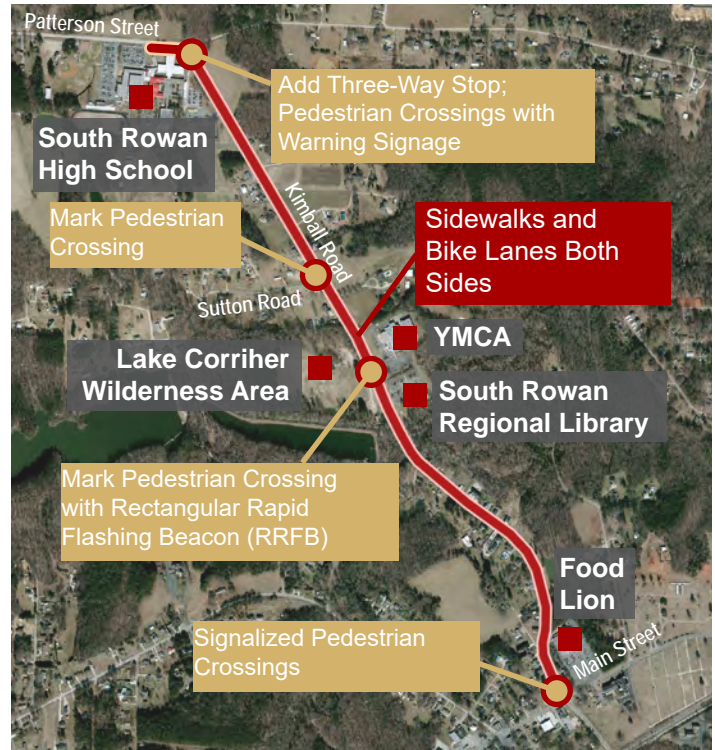 Patterson Street
Add Three-Way Stop;
Pedestrian Crossings with
Warning Signage
South Rowan
High School
Kimball Road
Mark Pedestrian
Crossing
Sidewalks and
Bike Lanes Both
Sides
Sutton Road
YMCA
Lake Corriher
Wilderness Area
South Rowan
Regional Library
Mark Pedestrian Crossing
with Rectangular Rapid
Flashing Beacon (RRFB)
Food
Lion
Signalized Pedestrian
Crossings
Main Street